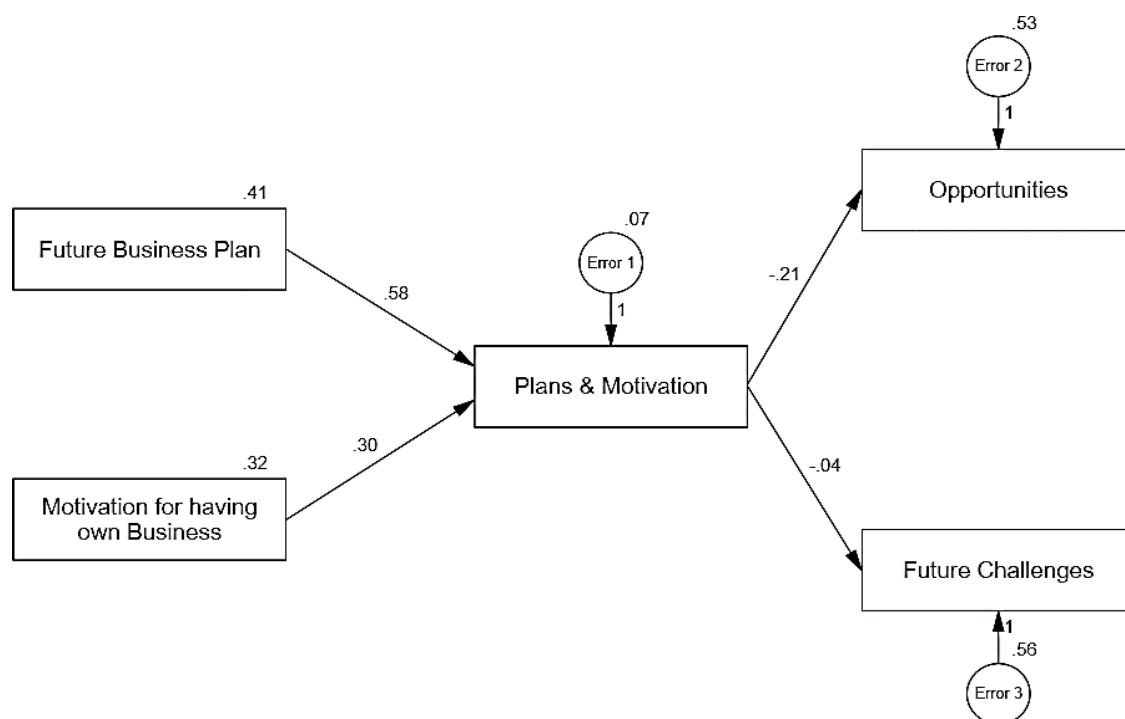 .53
Error 2
1
Opportunities
.41
Future Business Plan
.07
Error 1
1
.58
-.21
Plans & Motivation
.30
-.04
.32
Motivation for having
own Business
Future Challenges
1
.56
Error 3